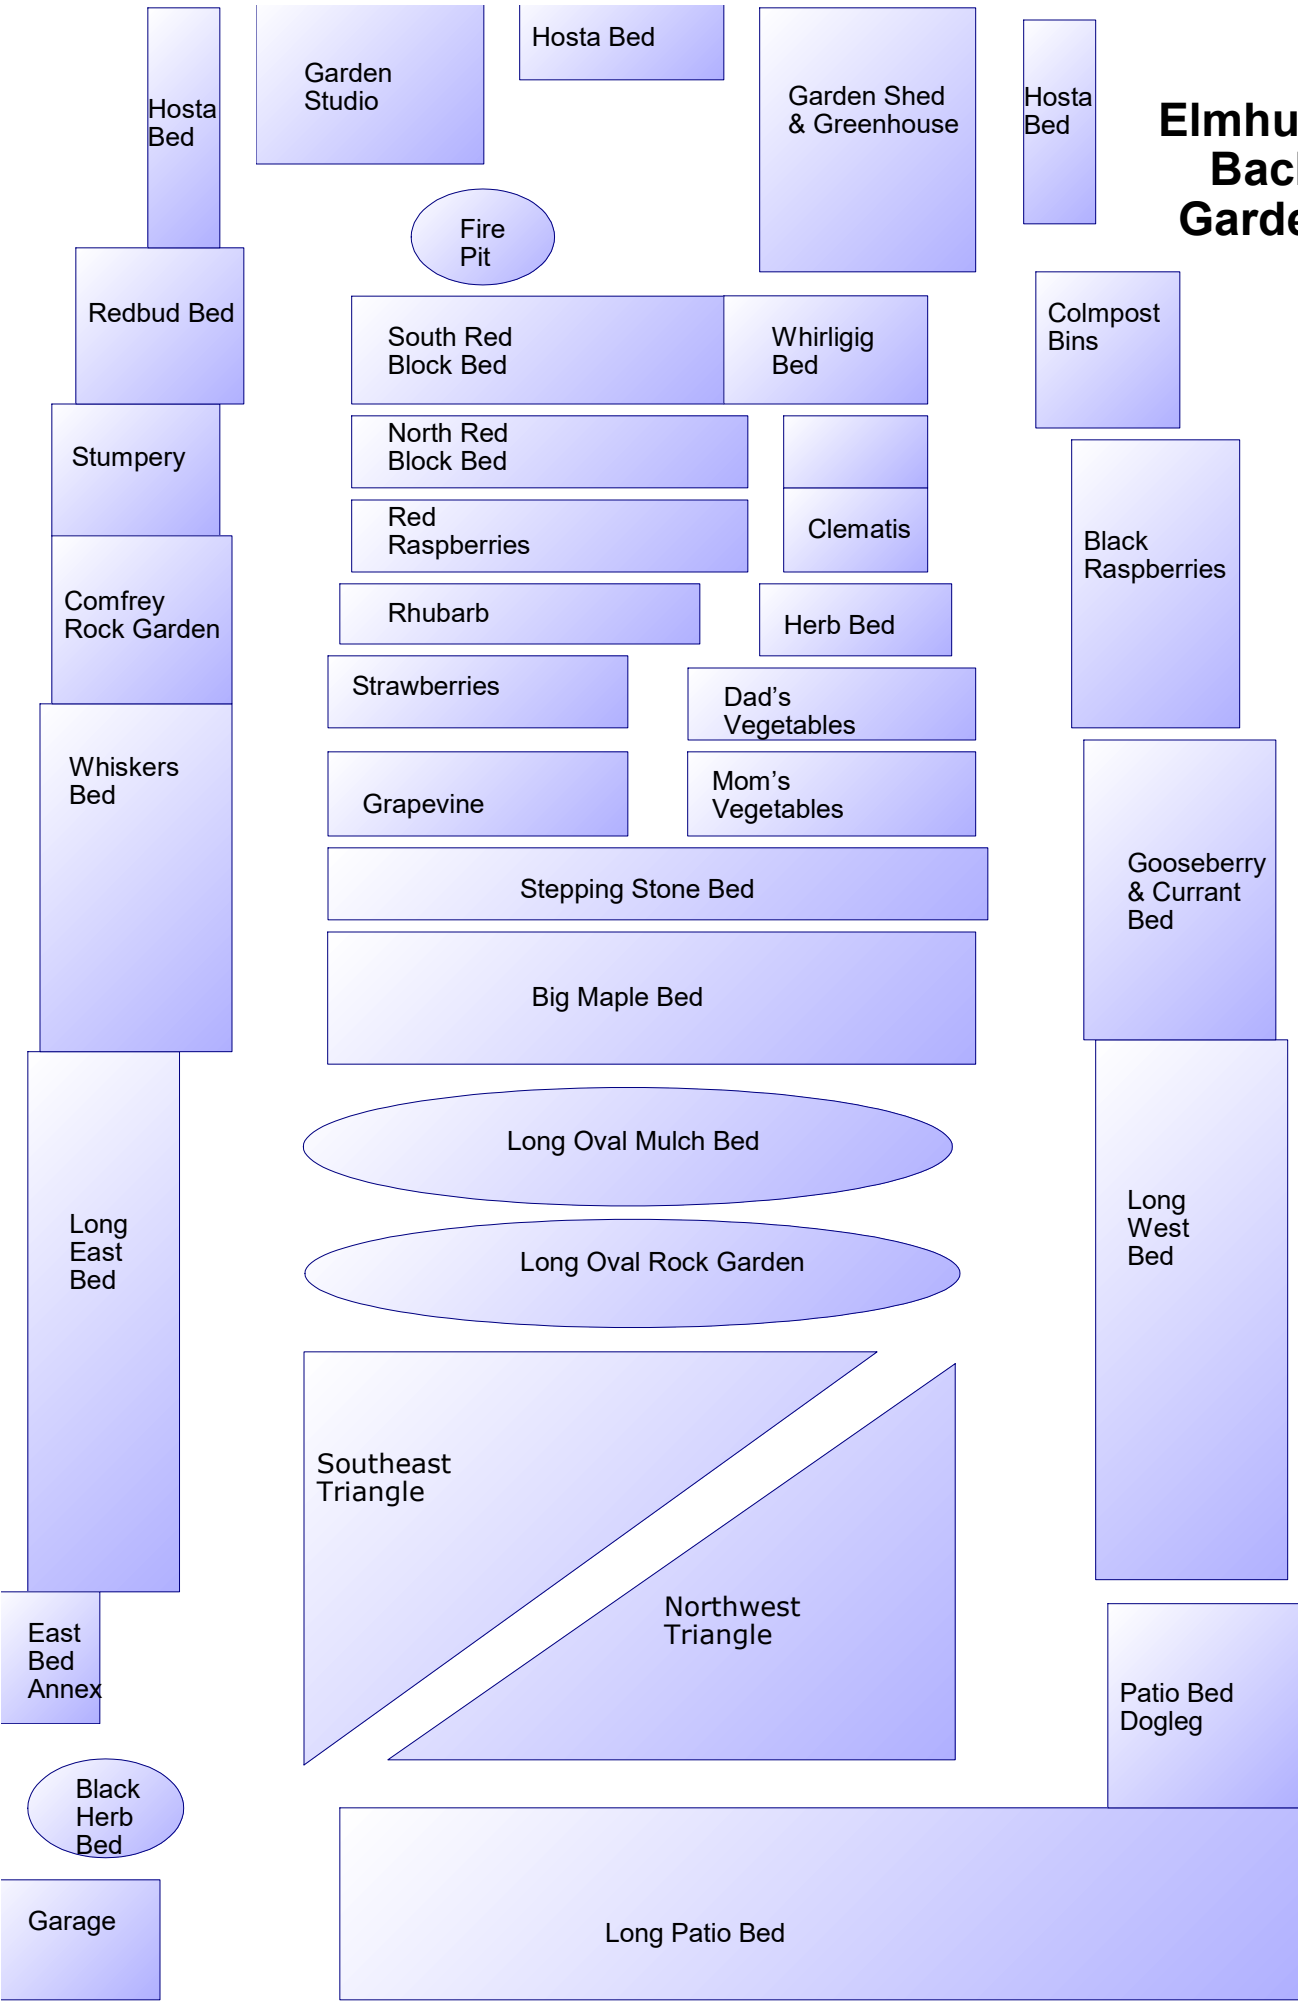 Hosta
Bed
Garden
Studio
Hosta Bed
Garden Shed
& Greenhouse
Hosta
Bed
Elmhu
Bac
Garde
Fire
Pit
Redbud Bed
South Red
Block Bed
Whirligig
Bed
Colmpost
Bins
Stumpery
North Red
Block Bed
Red
Raspberries
Clematis
Black
Raspberries
Comfrey
Rock Garden
Rhubarb
Herb Bed
Strawberries
Dad's
Vegetables
Whiskers
Bed
Grapevine
Mom's
Vegetables
Stepping Stone Bed
Gooseberry
& Currant
Bed
Big Maple Bed
Long Oval Mulch Bed
Long
East
Bed
Long
West
Bed
Long Oval Rock Garden
Southeast
Triangle
Northwest
Triangle
East
Bed
Annex
Patio Bed
Dogleg
Black
Herb
Bed
Garage
Long Patio Bed